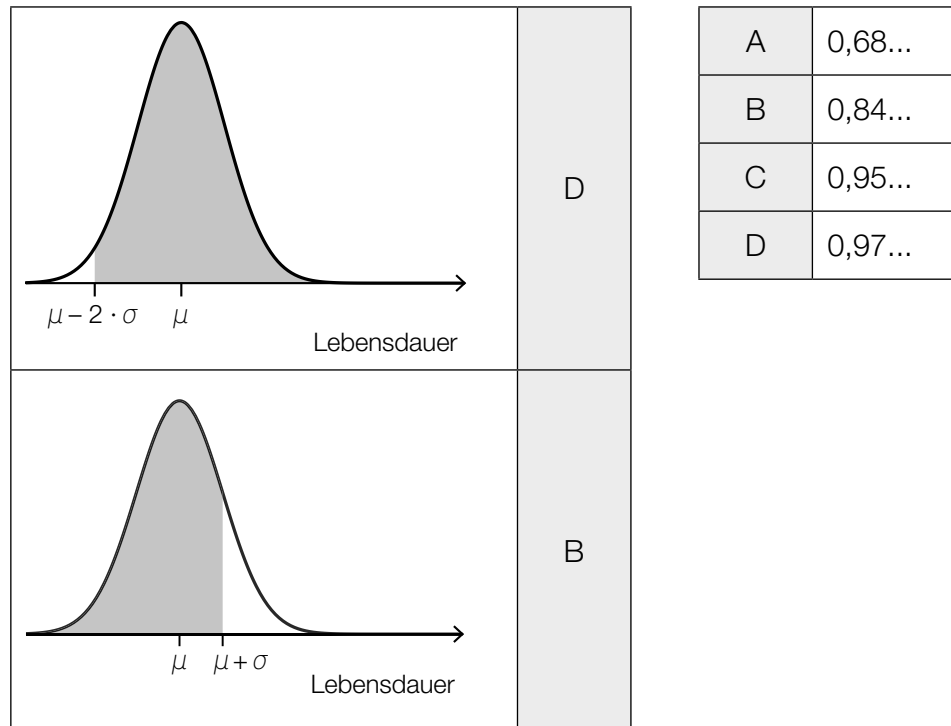 D
μ – 2 · σ μ
Lebensdauer
B
μ μ + σ
Lebensdauer
A 0,68...
B 0,84...
C 0,95...
D 0,97...